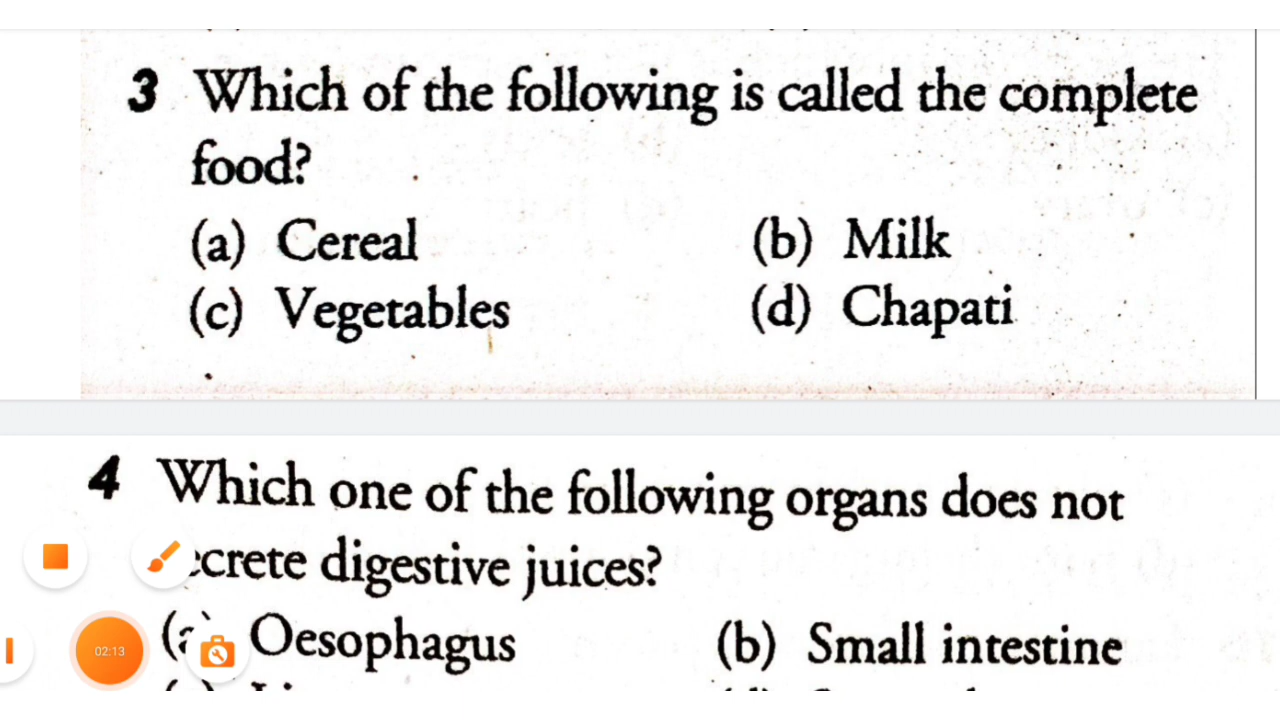 3 Which of the following is called the complete
food?
(a) Cereal (b) Milk
(c) Vegetables (d) Chapati
4 Which one of the following organs does not
digestive juices?
Oesophagus (b) Small intestine
02:13